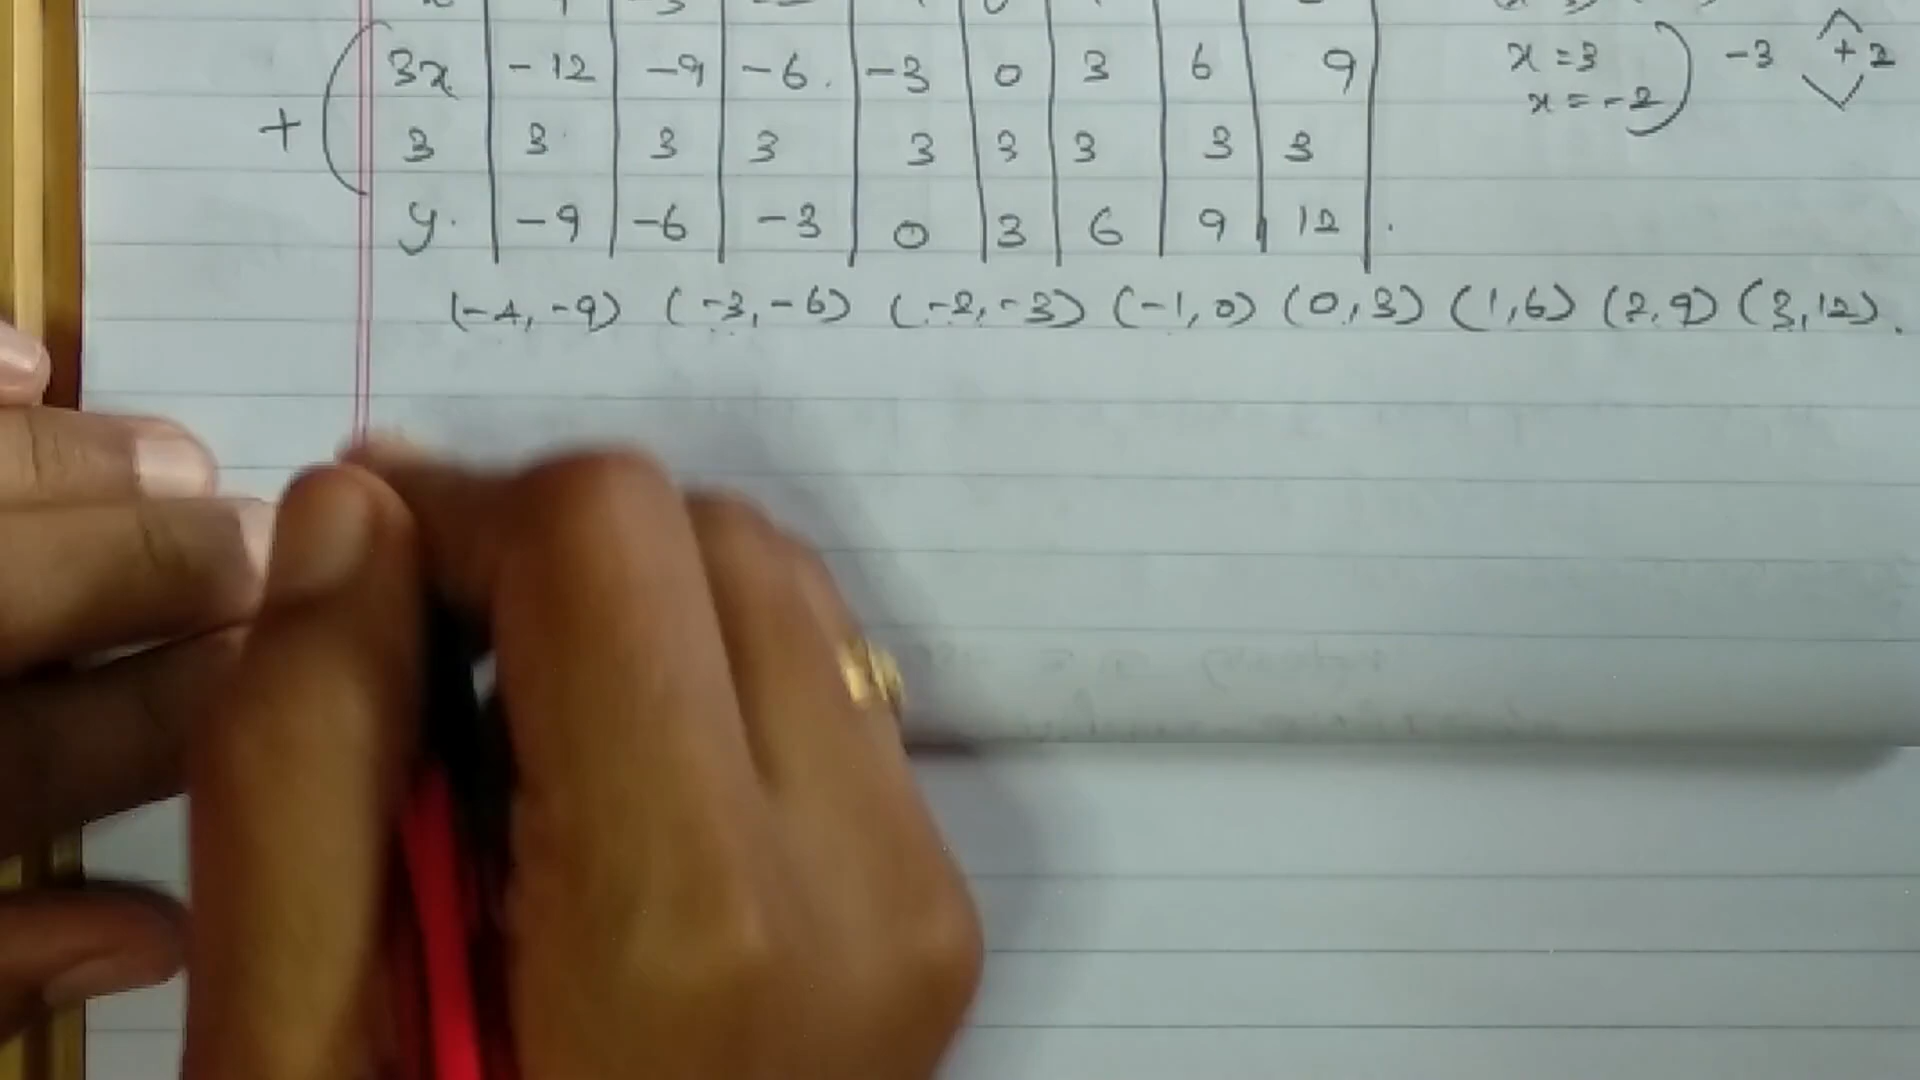 3x | -12 | -9 | -6. | -3 | 0 | 3 | 6 | 9 |
+ ( 3 | 3 | 3 | 3 | 3 | 3 | 3 | 3 | 3
y. | -9 | -6 | -3 | 0 | 3 | 6 | 9 | 12 | .
(-4, -9) (-3, -6) (-2, -3) (-1, 0) (0, 3) (1, 6) (2, 9) (3, 12).
x = 3
x = -2 )
-3 +2